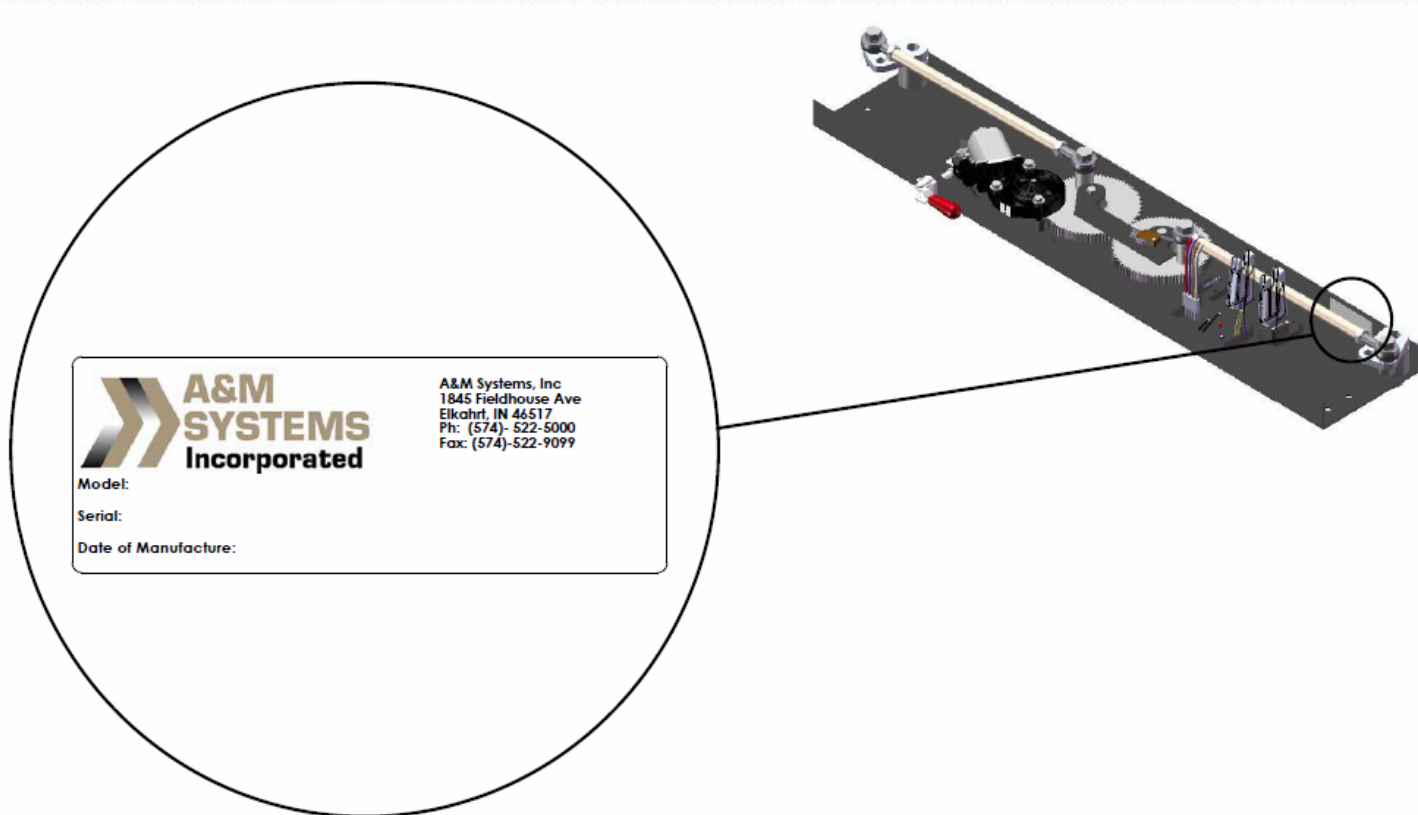 A&M
SYSTEMS
Incorporated
A&M Systems, Inc
1845 Fieldhouse Ave
Elkahrt, IN 46517
Ph:  (574)- 522-5000
Fax: (574)-522-9099
Model:
Serial:
Date of Manufacture: